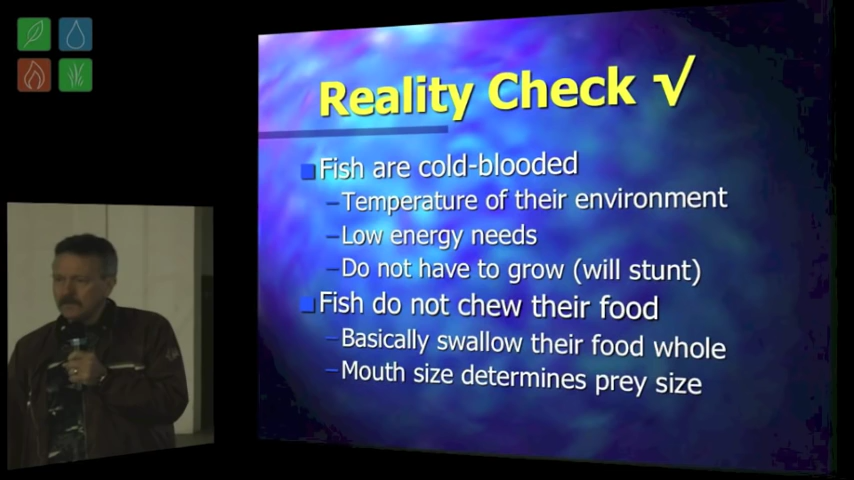 Reality Check √
Fish are cold-blooded
–Temperature of their environment
–Low energy needs
–Do not have to grow (will stunt)
Fish do not chew their food
–Basically swallow their food whole
–Mouth size determines prey size